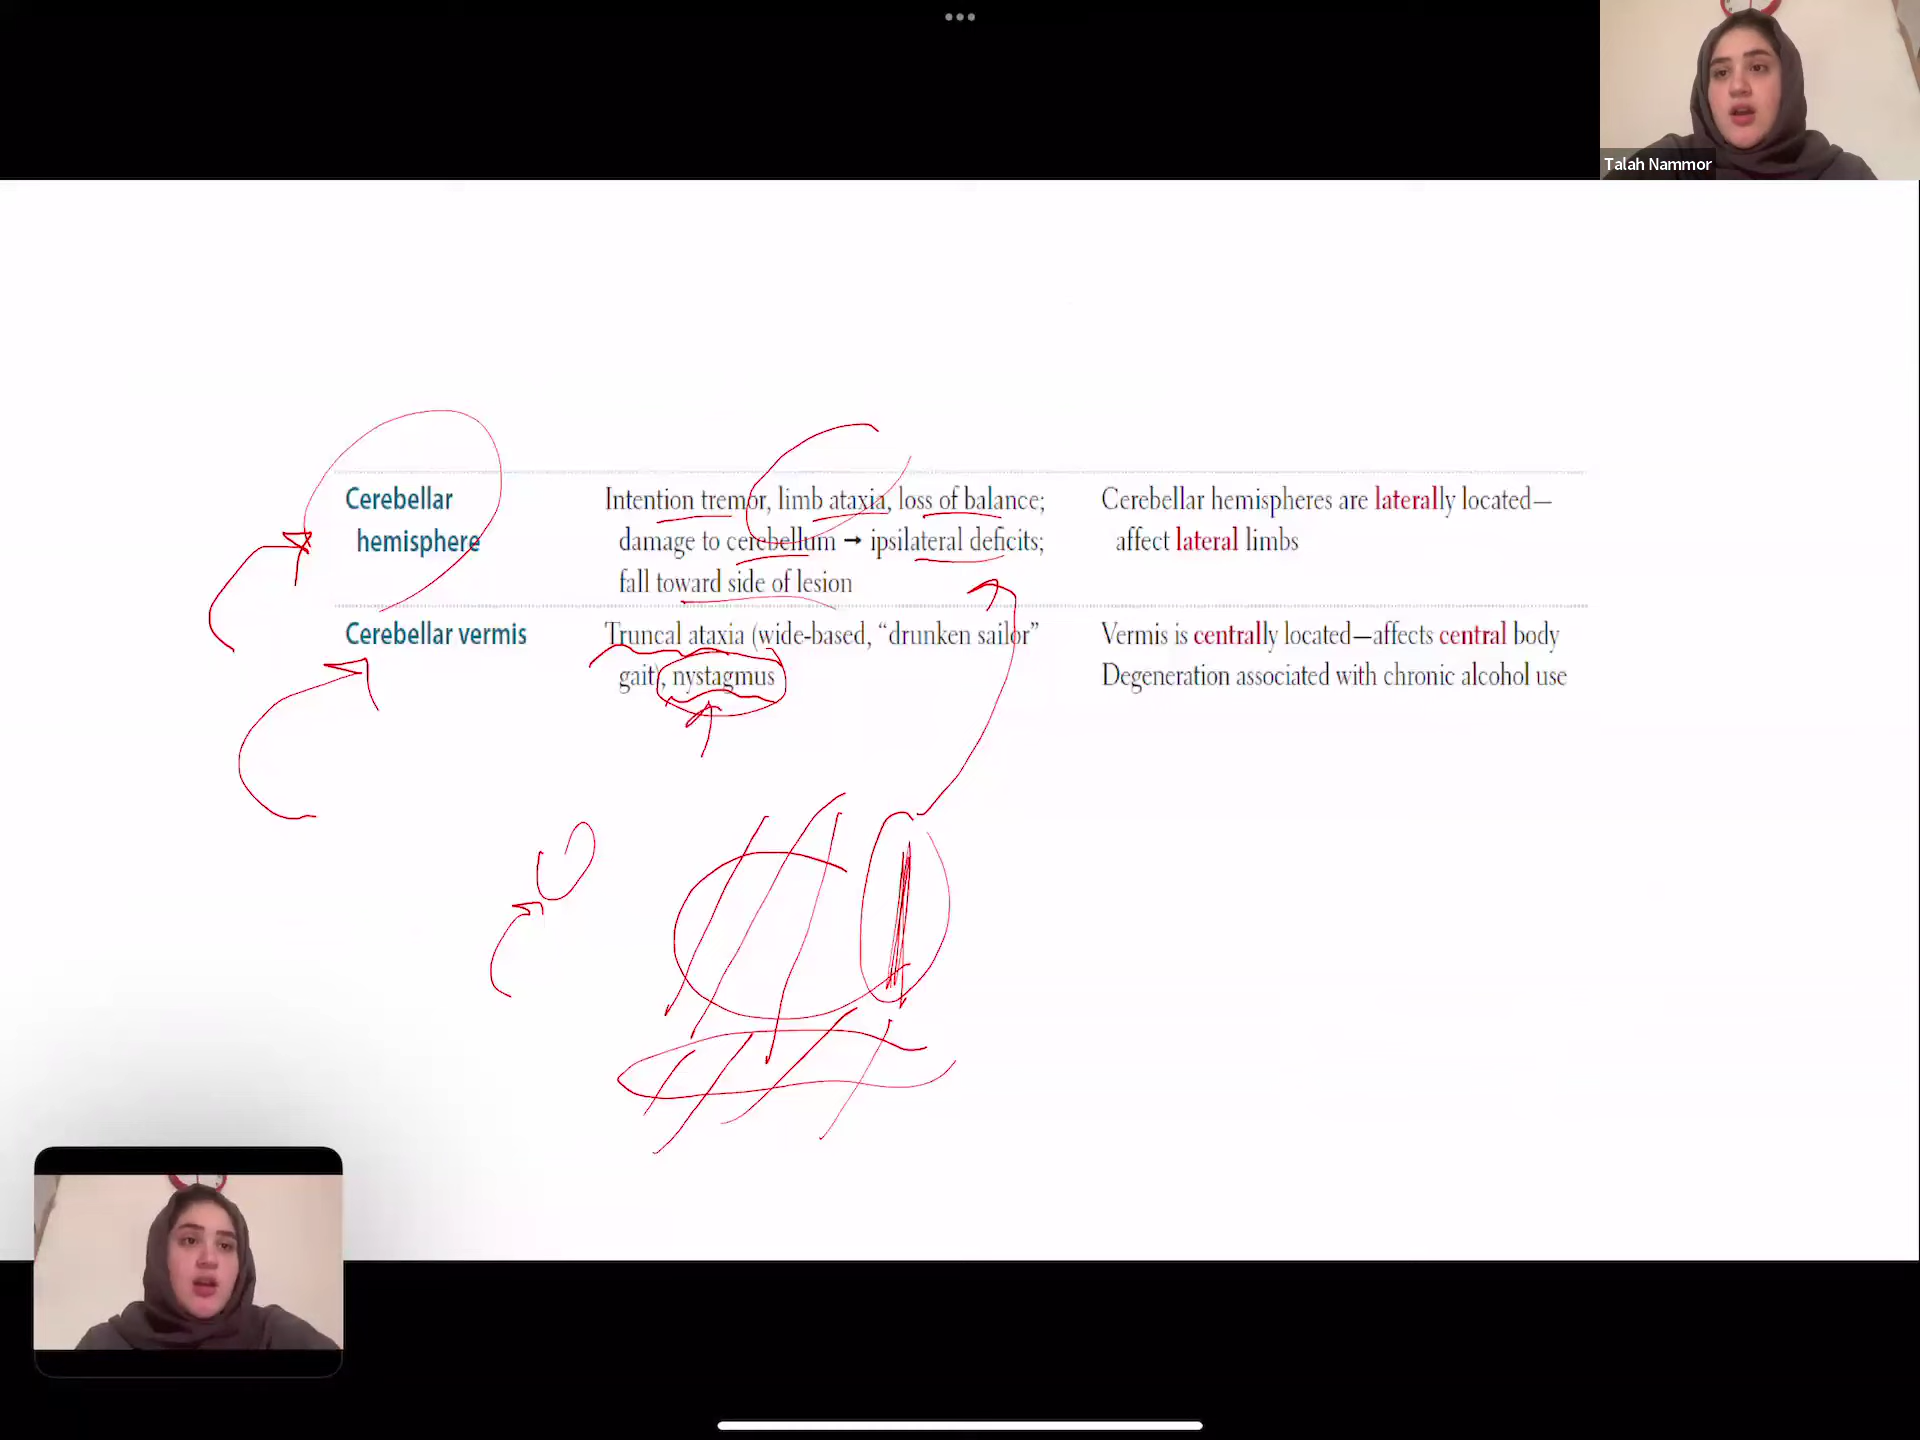 Talah Nammor
Cerebellar
hemisphere
Intention tremor, limb ataxia, loss of balance;
damage to cerebellum → ipsilateral deficits;
fall toward side of lesion
Cerebellar hemispheres are laterally located—
affect lateral limbs
Cerebellar vermis
Truncal ataxia (wide-based, “drunken sailor”
gait), nystagmus
Vermis is centrally located—affects central body
Degeneration associated with chronic alcohol use